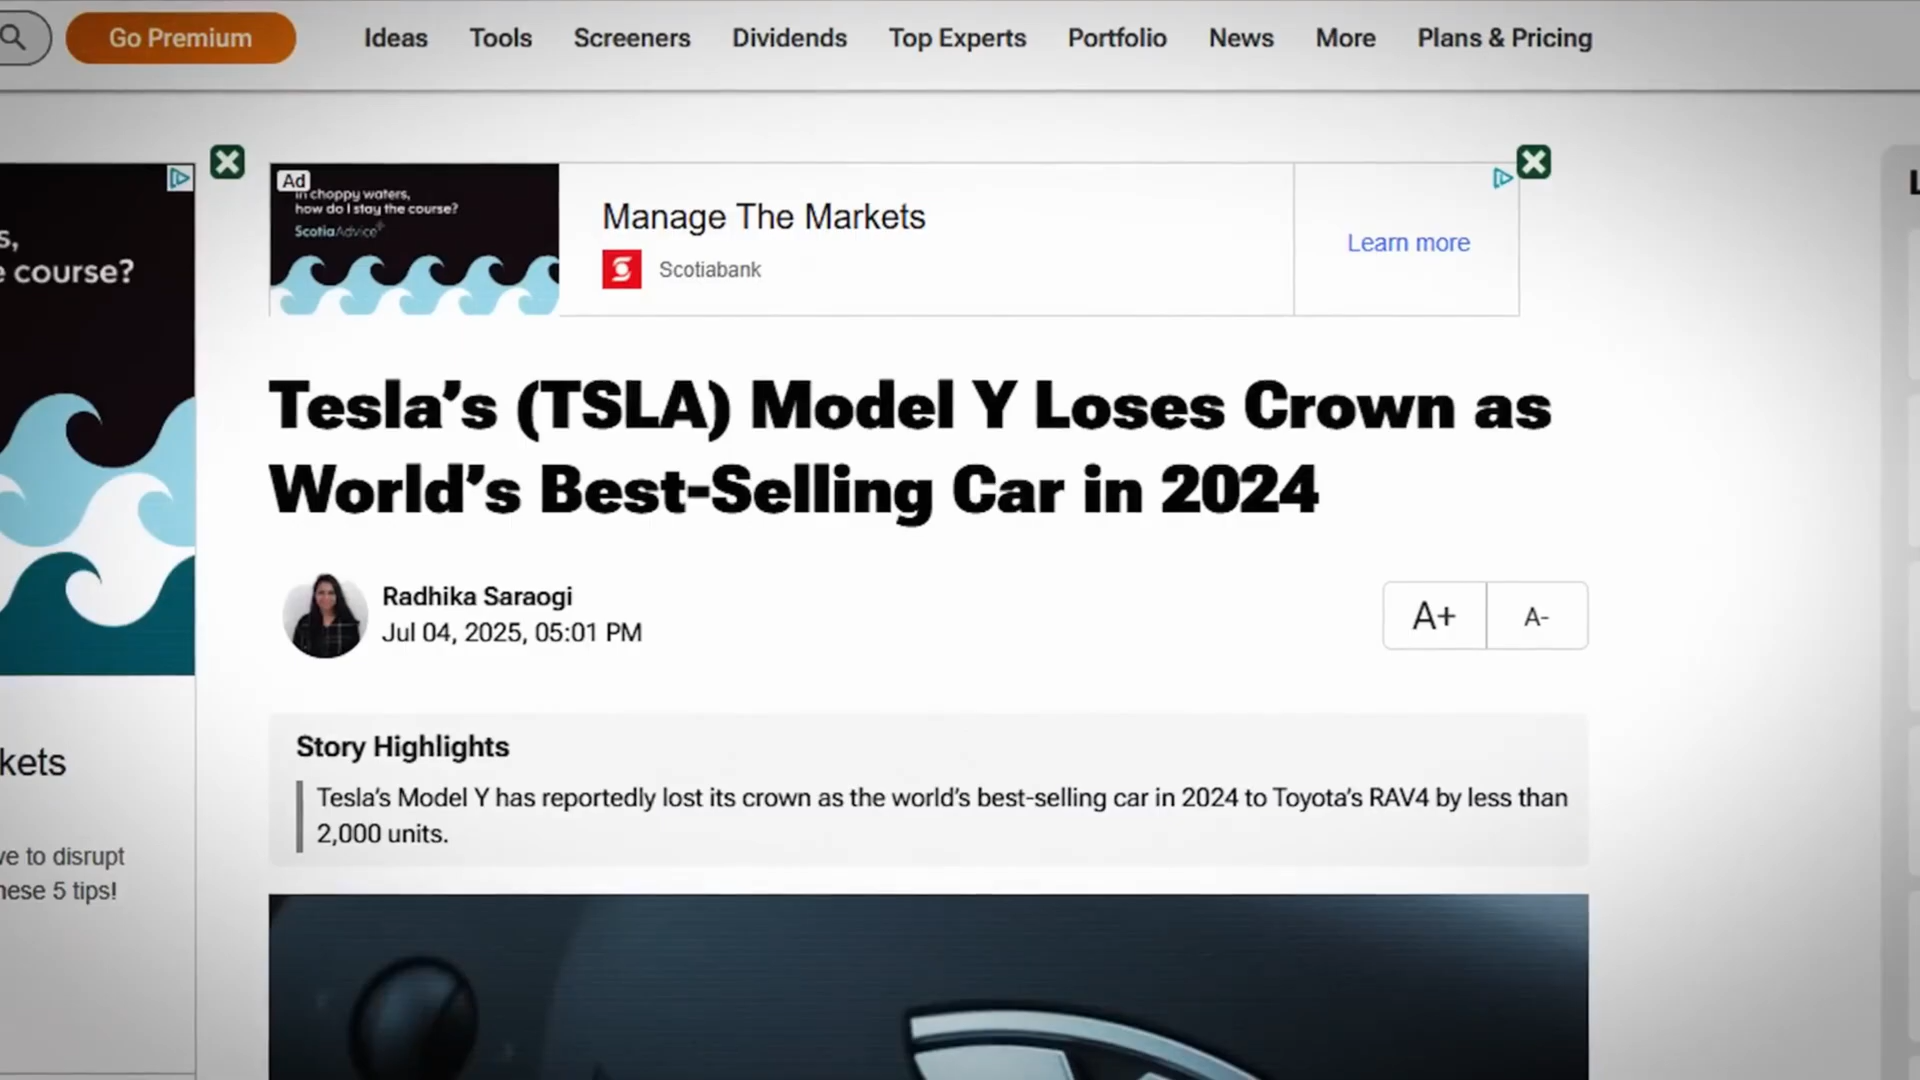 Go Premium
Ideas
Tools
Screeners
Dividends
Top Experts
Portfolio
News
More
Plans & Pricing
s,
e course?
kets
ve to disrupt
hese 5 tips!
Ad
In choppy waters,
how do I stay the course?
ScotiaAdvice
Manage The Markets
Scotiabank
Learn more
Tesla’s (TSLA) Model Y Loses Crown as
World’s Best-Selling Car in 2024
Radhika Saraogi
Jul 04, 2025, 05:01 PM
A+
A-
Story Highlights
Tesla’s Model Y has reportedly lost its crown as the world’s best-selling car in 2024 to Toyota’s RAV4 by less than
2,000 units.